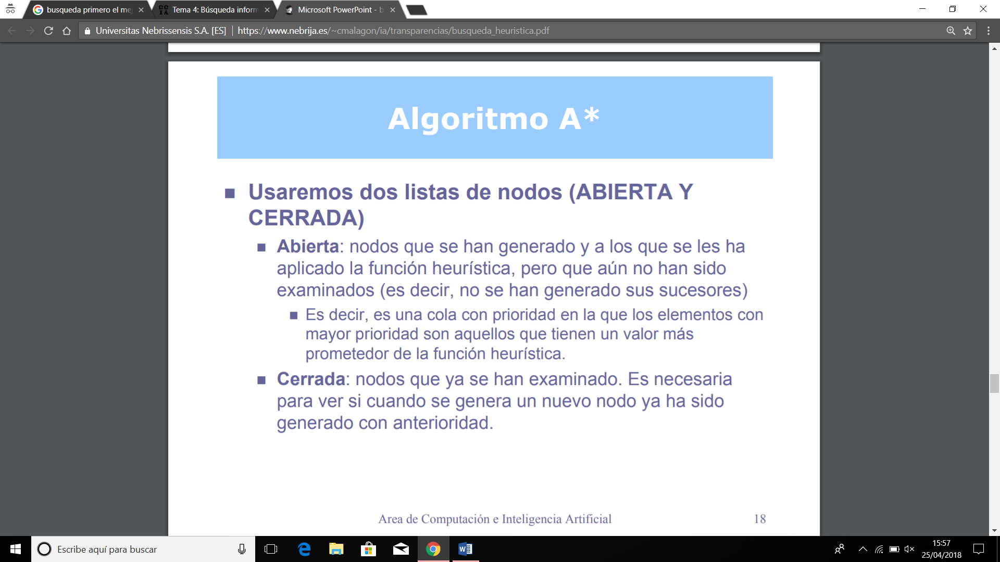 busqueda primero el me
Tema 4: Búsqueda inform
Microsoft PowerPoint - b
Universitas Nebrissensis S.A. [ES]
https://www.nebrija.es/~cmalagon/ia/transparencias/busqueda_heuristica.pdf
Algoritmo A*
Usaremos dos listas de nodos (ABIERTA Y
CERRADA)
Abierta: nodos que se han generado y a los que se les ha
aplicado la función heurística, pero que aún no han sido
examinados (es decir, no se han generado sus sucesores)
Es decir, es una cola con prioridad en la que los elementos con
mayor prioridad son aquellos que tienen un valor más
prometedor de la función heurística.
Cerrada: nodos que ya se han examinado. Es necesaria
para ver si cuando se genera un nuevo nodo ya ha sido
generado con anterioridad.
Area de Computación e Inteligencia Artificial
18
Escribe aquí para buscar
15:57
25/04/2018